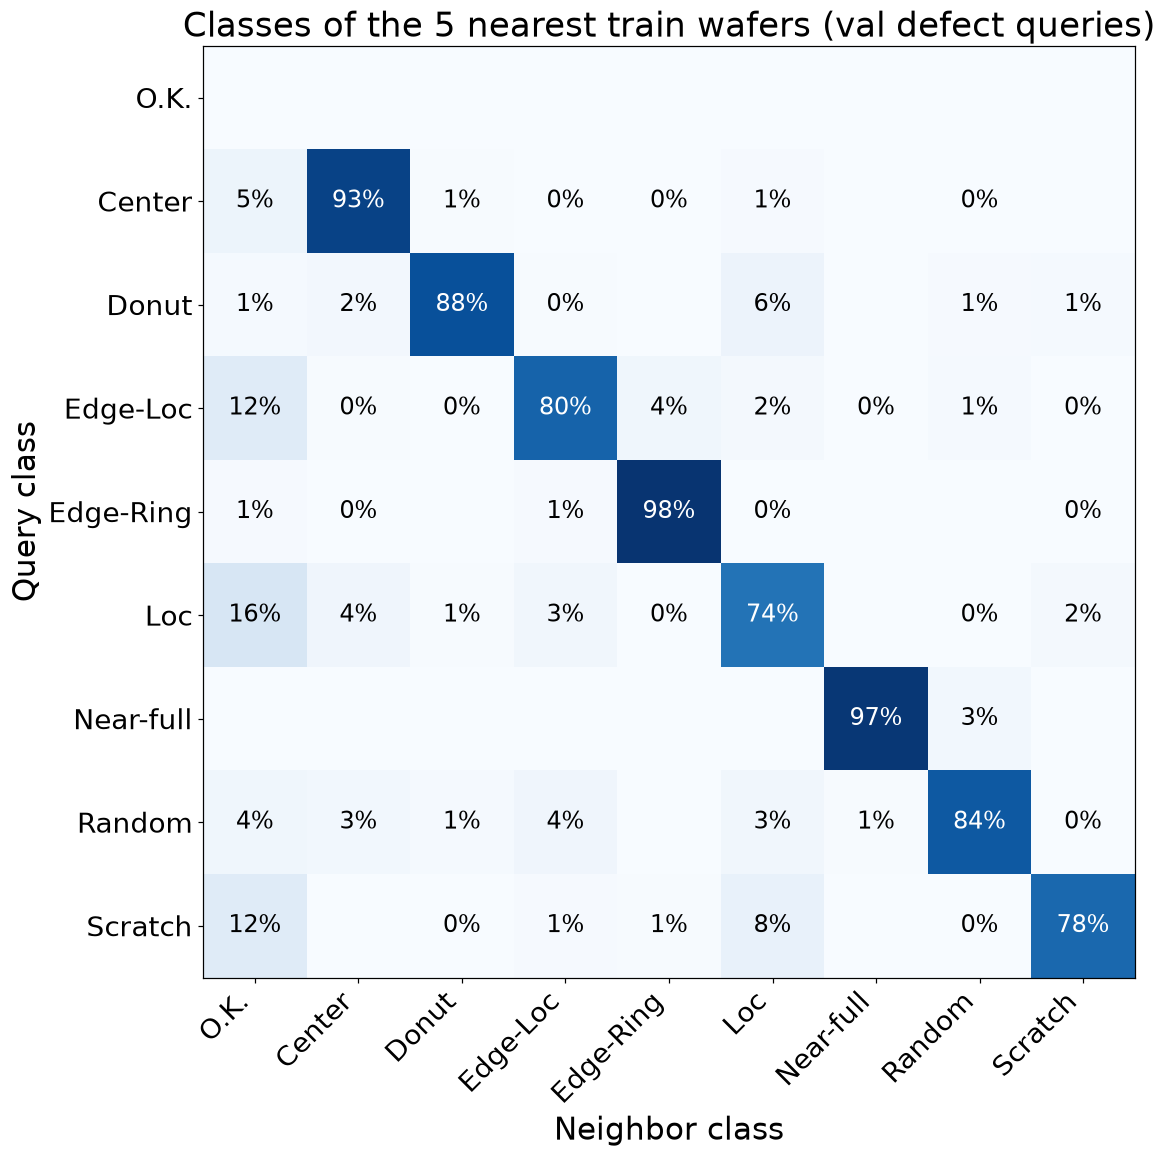 Classes of the 5 nearest train wafers (val defect queries)
Query class
O.K.
Center 5% 93% 1% 0% 0% 1% 0%
Donut 1% 2% 88% 0% 6% 1% 1%
Edge-Loc 12% 0% 0% 80% 4% 2% 0% 1% 0%
Edge-Ring 1% 0% 1% 98% 0% 0%
Loc 16% 4% 1% 3% 0% 74% 0% 2%
Near-full 97% 3%
Random 4% 3% 1% 4% 3% 1% 84% 0%
Scratch 12% 0% 1% 1% 8% 0% 78%
O.K. Center Donut Edge-Loc Edge-Ring Loc Near-full Random Scratch
Neighbor class